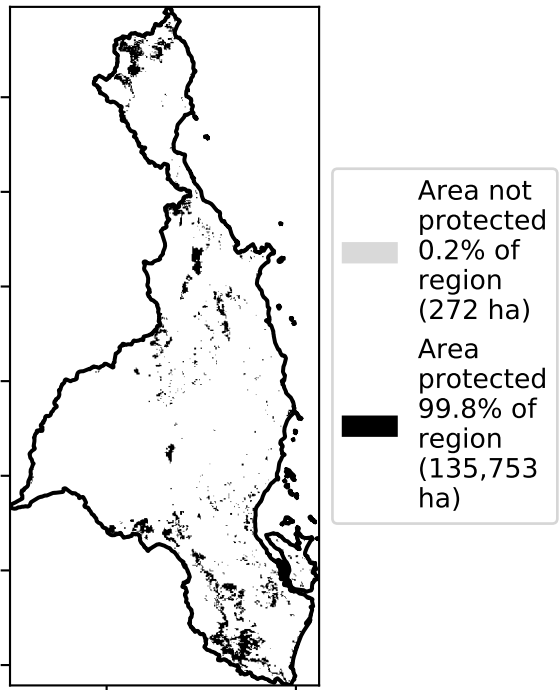 Area not
protected
0.2% of
region
(272 ha)
Area
protected
99.8% of
region
(135,753
ha)